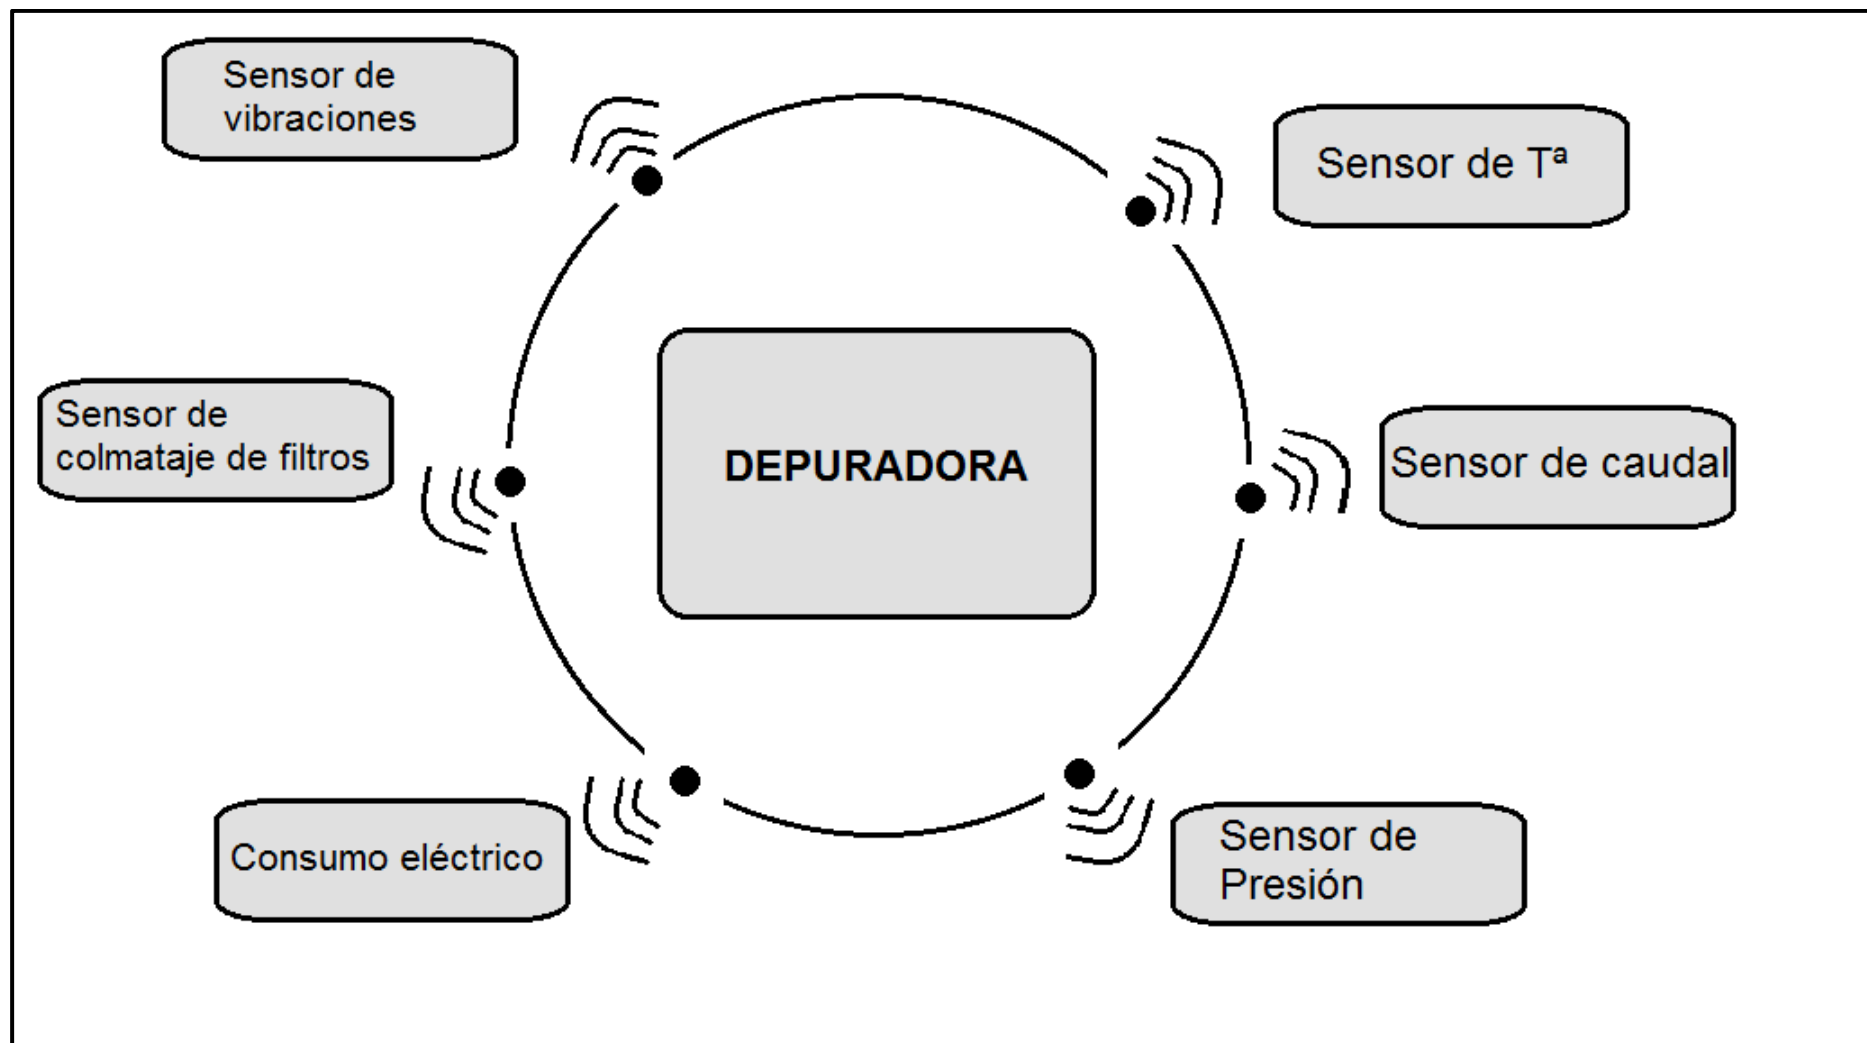 Sensor de
vibraciones
Sensor de Tª
Sensor de
colmataje de filtros
DEPURADORA
Sensor de caudal
Consumo eléctrico
Sensor de
Presión